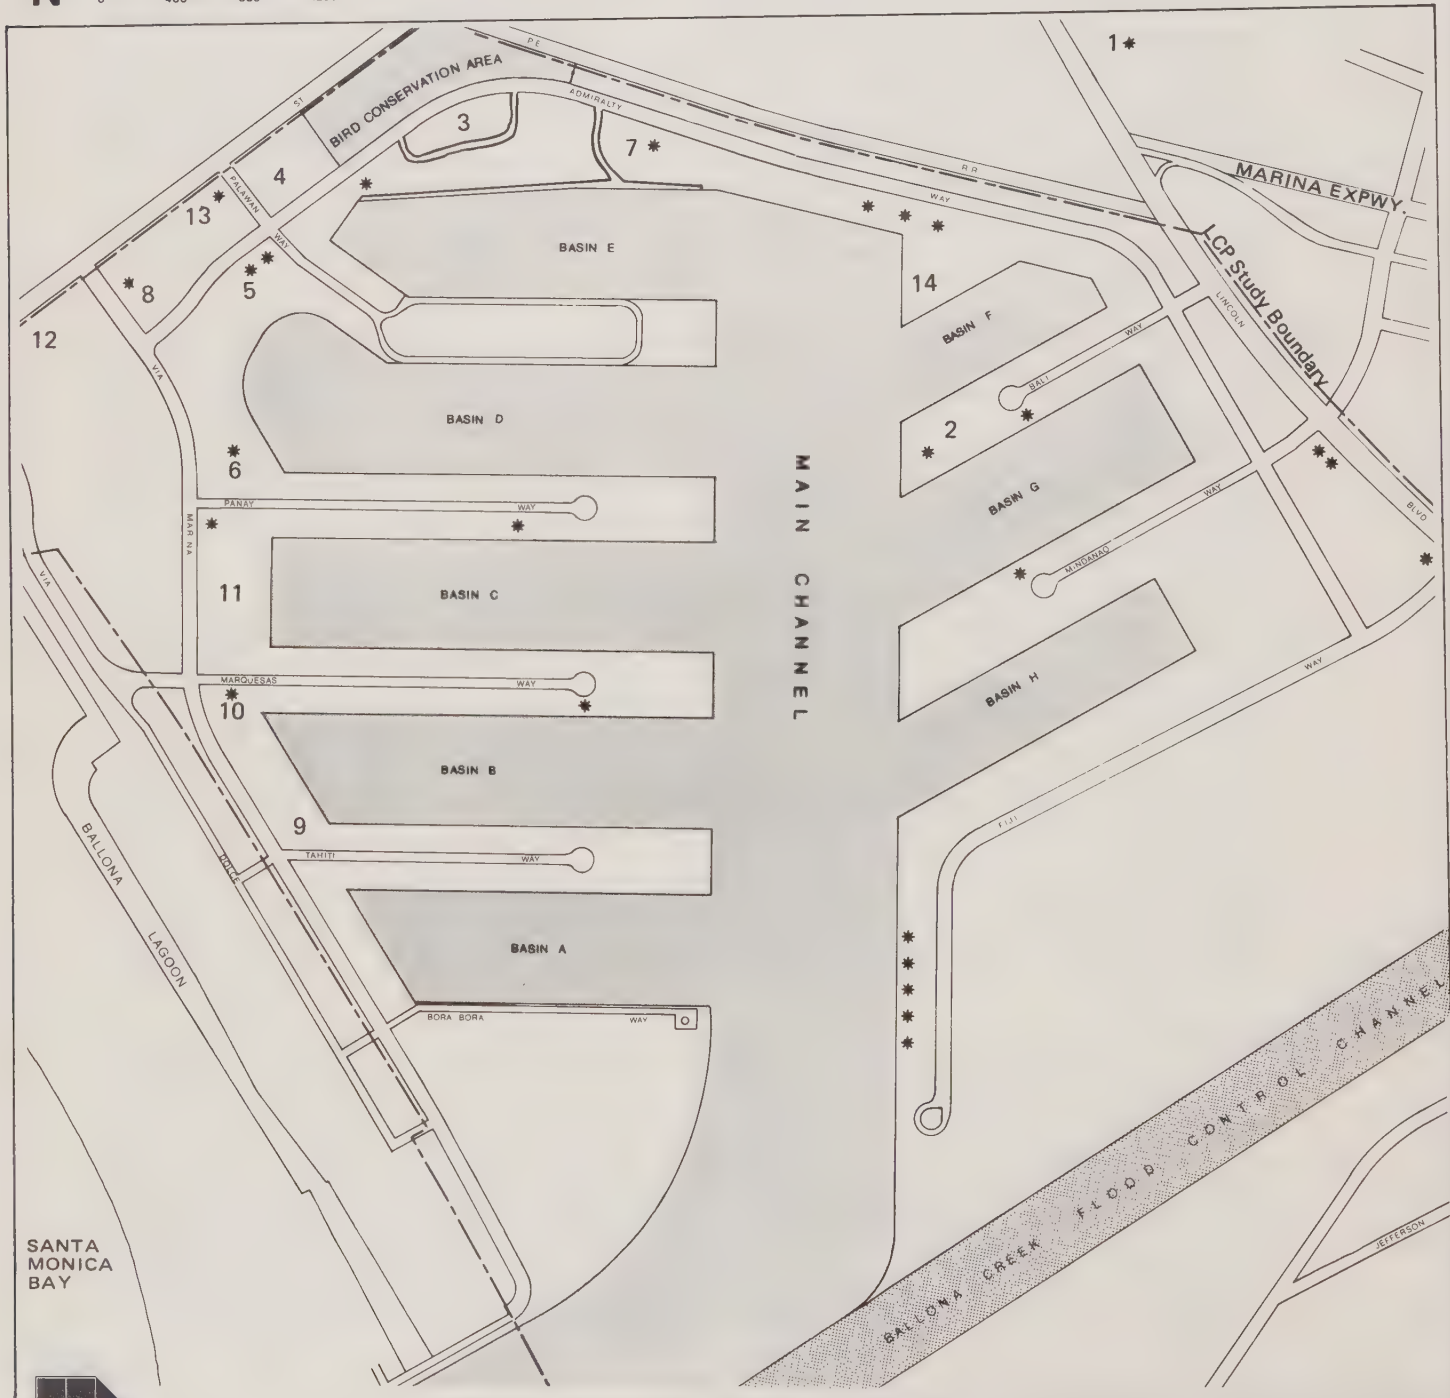 N
1
PE
BIRD CONSERVATION AREA
ST
ADMIRALTY
3
7
RR
4
PALAWAN
WAY
13
WAY
MARINA EXPWY.
LCP Study Boundary
BASIN E
8
5
14
12
LINCOLN
BLVD
BASIN F
BALI
WAY
VIA
BASIN D
2
6
MAIN CHANNEL
PANAY
WAY
BASIN G
WAY
MINDANAO
VIA
11
BASIN C
MARQUESAS
WAY
10
BASIN H
WAY
BASIN B
9
FIJI
TAHITI
WAY
BALLONA
LAGOON
DOLCE
BASIN A
BORA BORA
WAY
BALLONA CREEK FLOOD CONTROL CHANNEL
JEFFERSON
SANTA
MONICA
BAY